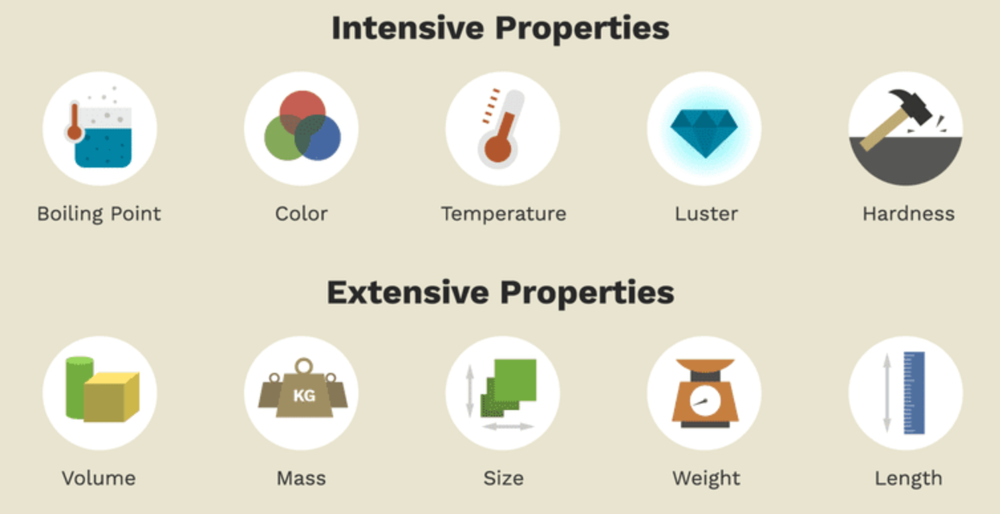 Intensive Properties
Boiling Point
Color
Temperature
Luster
Hardness
Extensive Properties
KG
Volume
Mass
Size
Weight
Length